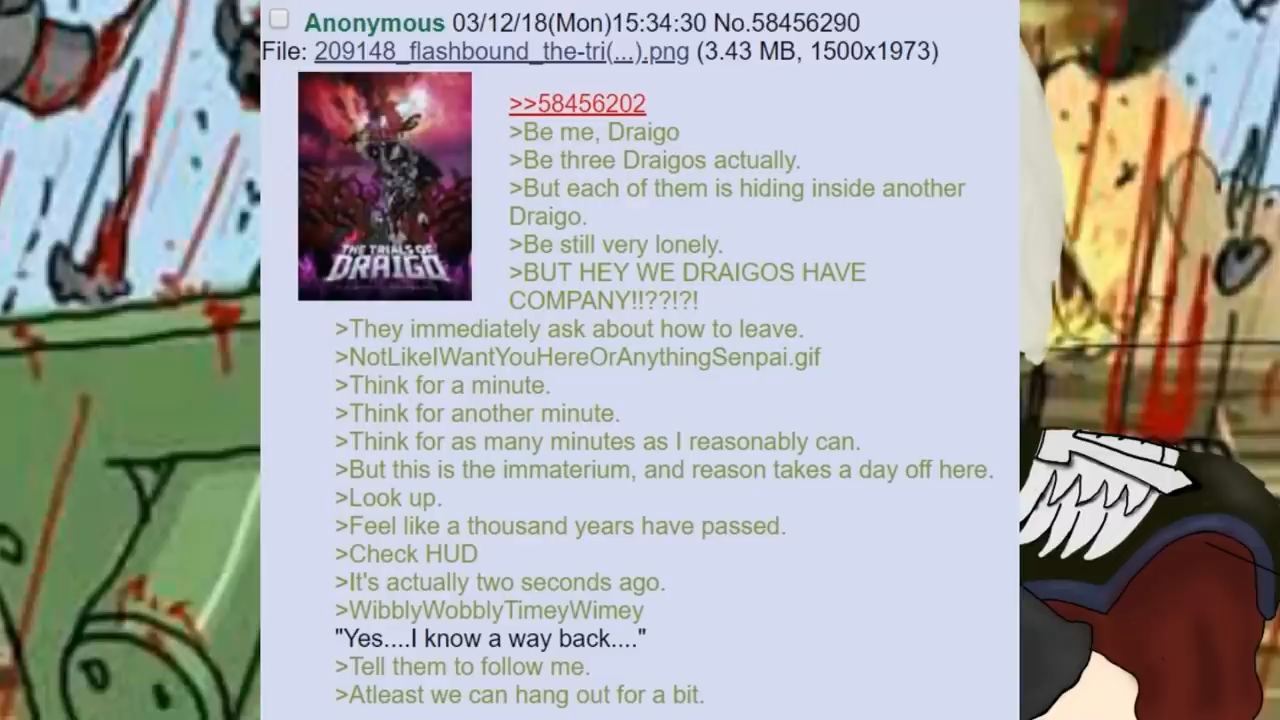 Anonymous 03/12/18(Mon)15:34:30 No.58456290
File: 209148_flashbound_the-tri(...).png (3.43 MB, 1500x1973)
THE TRIALS OF
DRAIGO
>>58456202
>Be me, Draigo
>Be three Draigos actually.
>But each of them is hiding inside another
Draigo.
>Be still very lonely.
>BUT HEY WE DRAIGOS HAVE
COMPANY!!??!?!
>They immediately ask about how to leave.
>NotLikeIWantYouHereOrAnythingSenpai.gif
>Think for a minute.
>Think for another minute.
>Think for as many minutes as I reasonably can.
>But this is the immaterium, and reason takes a day off here.
>Look up.
>Feel like a thousand years have passed.
>Check HUD
>It's actually two seconds ago.
>WibblyWobblyTimeyWimey
"Yes....I know a way back...."
>Tell them to follow me.
>Atleast we can hang out for a bit.